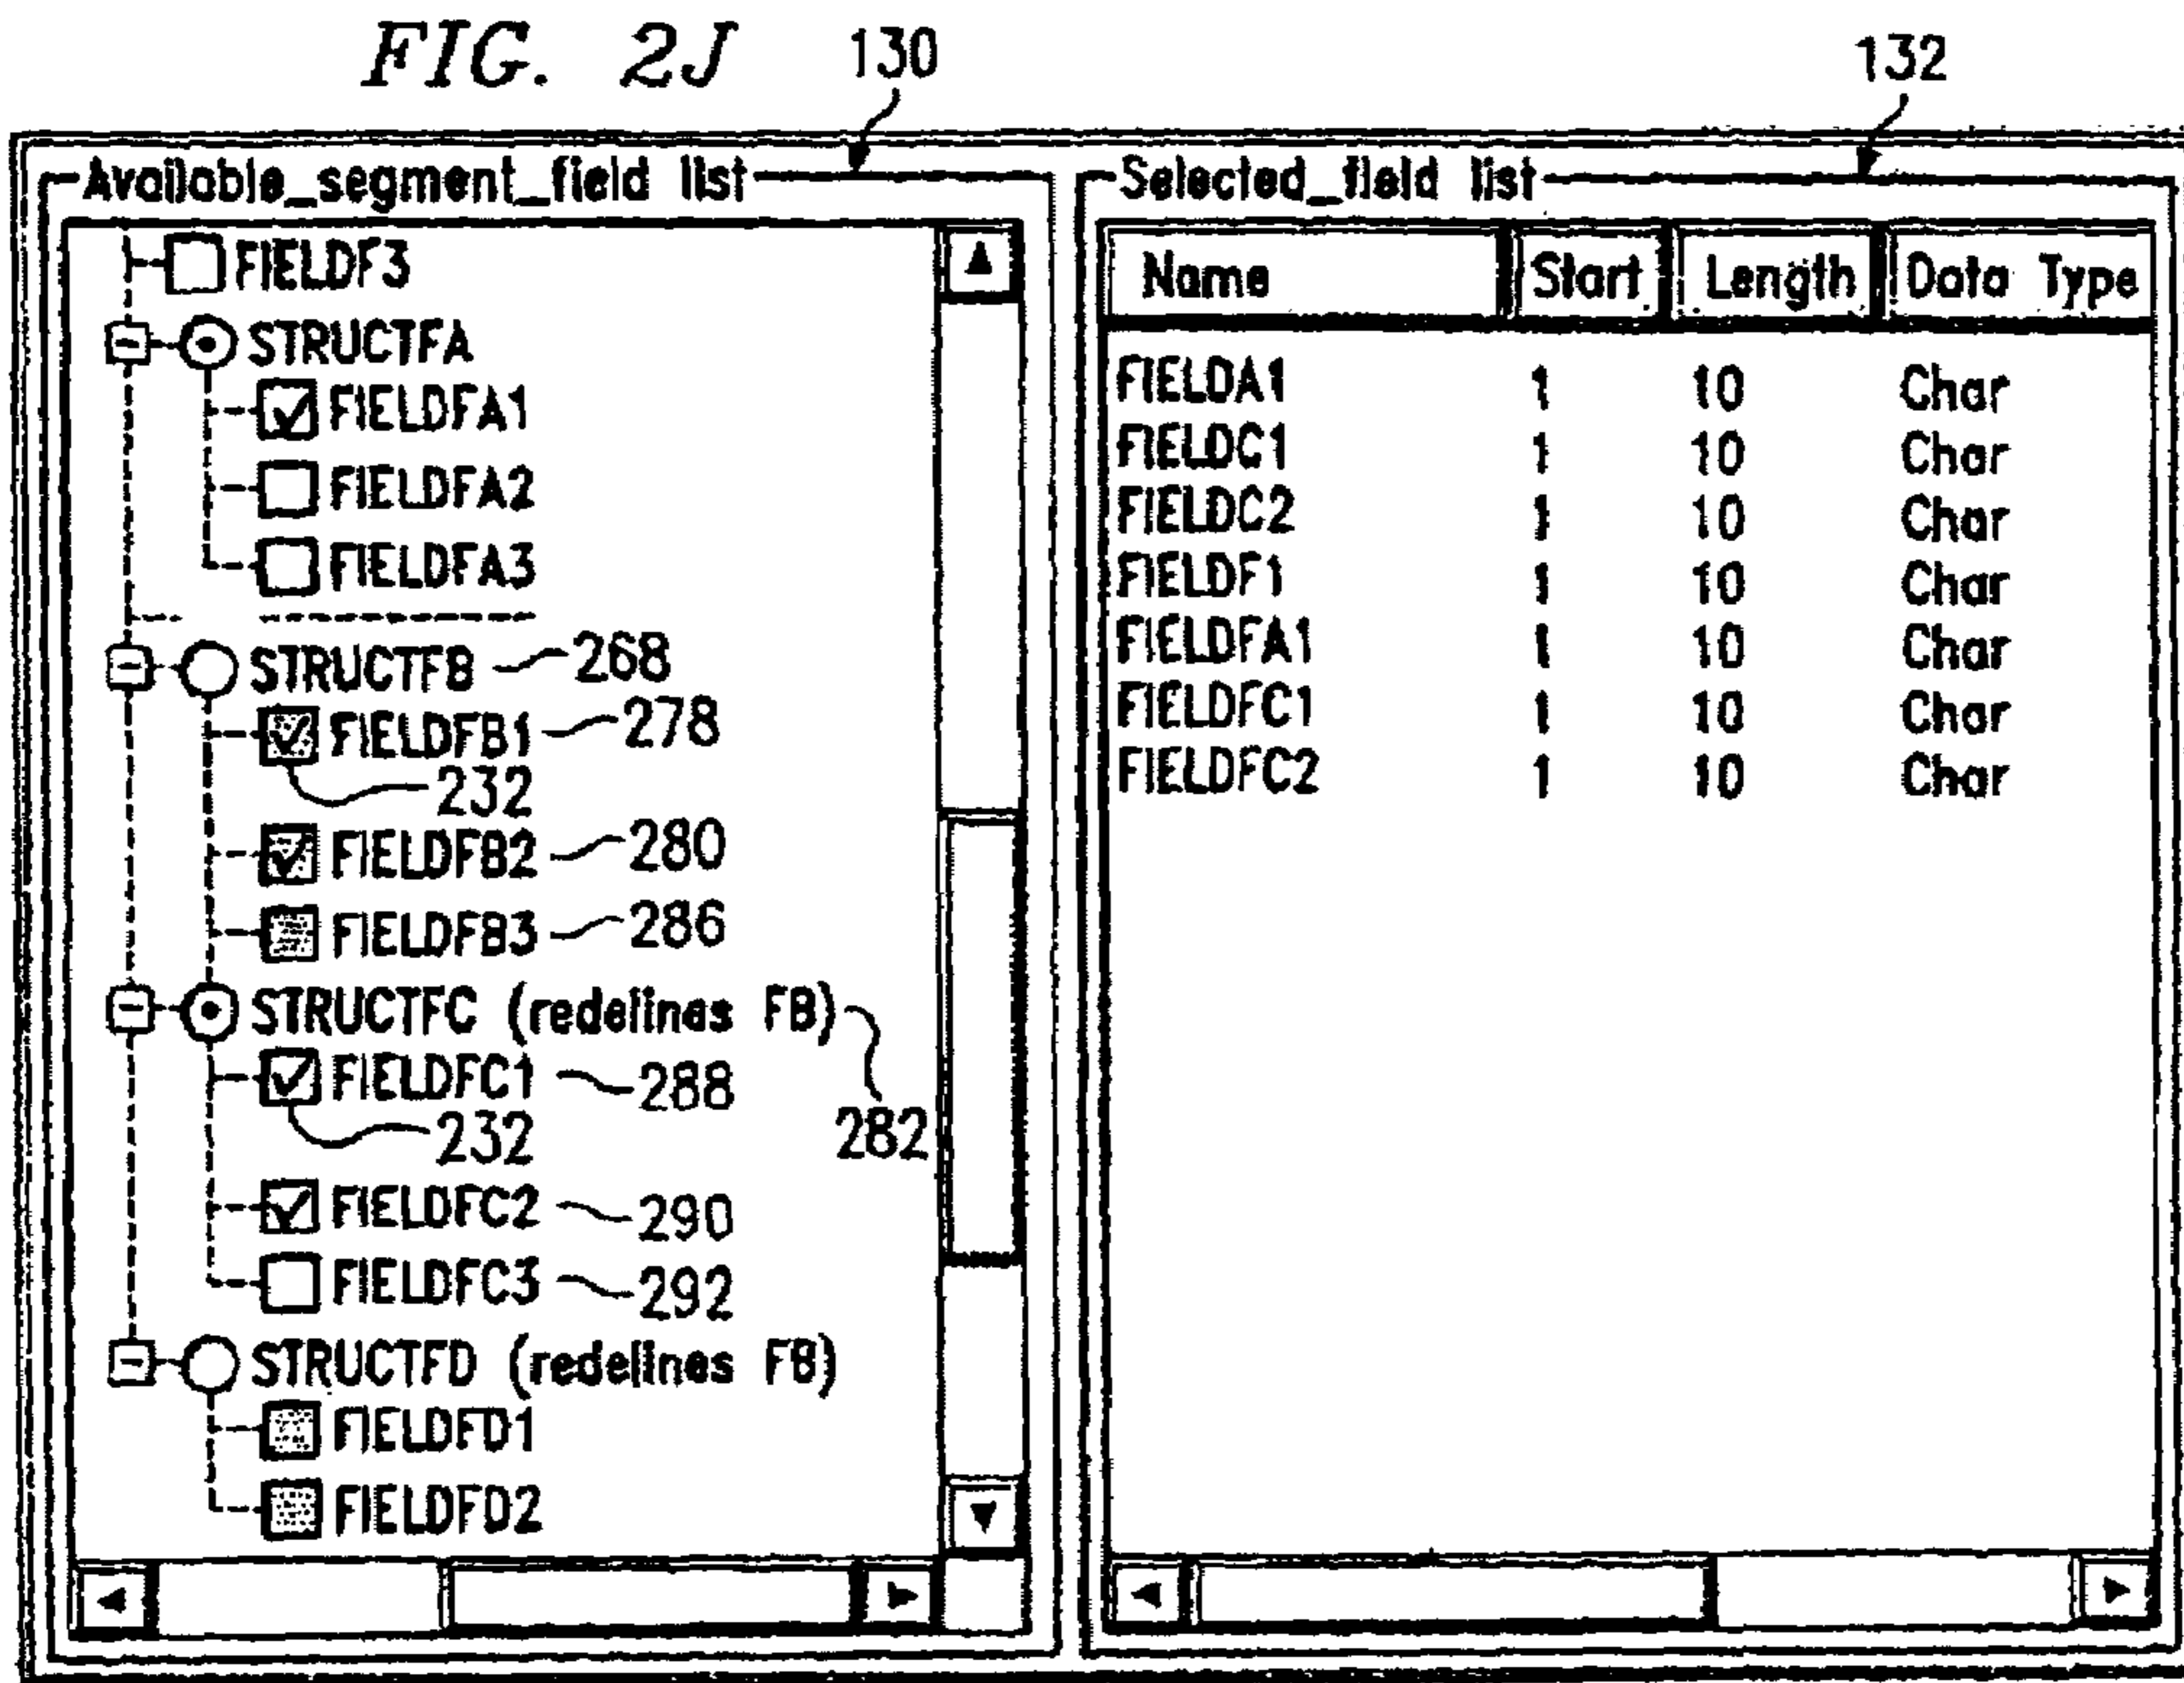 FIG. 2J
130
132
Available_segment_field list
FIELDF3
STRUCTFA
FIELDFA1
FIELDFA2
FIELDFA3
STRUCTFB 268
FIELDFB1 278
232
FIELDFB2 280
FIELDFB3 286
STRUCTFC (redefines FB)
FIELDFC1 288
232
282
FIELDFC2 290
FIELDFC3 292
STRUCTFD (redefines FB)
FIELDFD1
FIELDFD2
Selected_field list
Name Start Length Data Type
FIELDA1 1 10 Char
FIELDC1 1 10 Char
FIELDC2 1 10 Char
FIELDF1 1 10 Char
FIELDFA1 1 10 Char
FIELDFC1 1 10 Char
FIELDFC2 1 10 Char